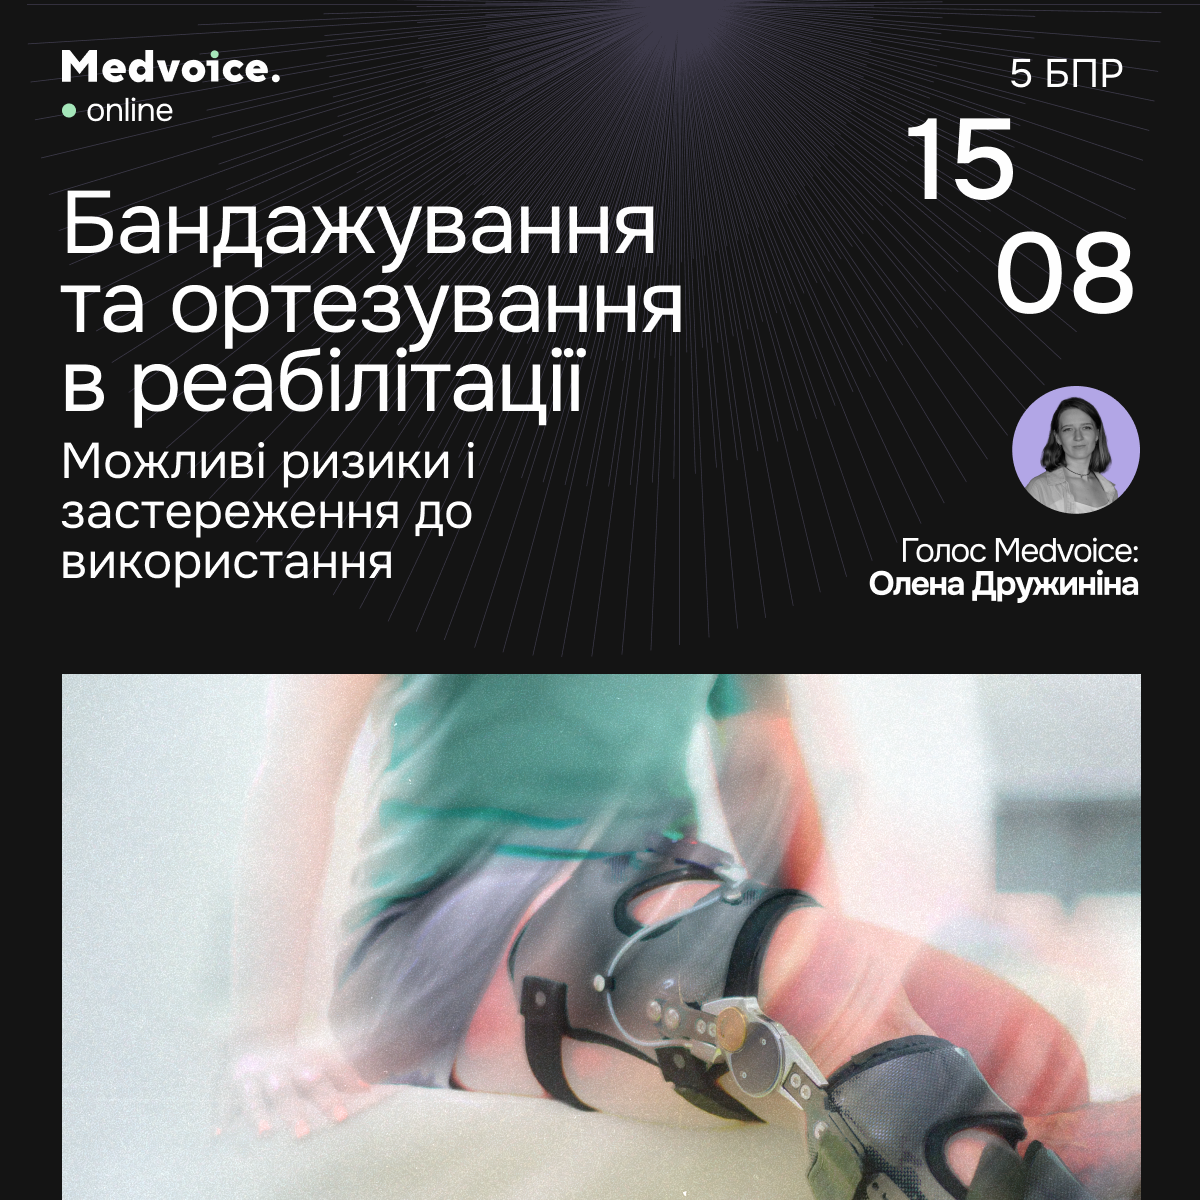 Medvoice.
online
5 БПР
15
08
Бандажування
та ортезування
в реабілітації
Можливі ризики і
застереження до
використання
Голос Medvoice:
Олена Дружиніна